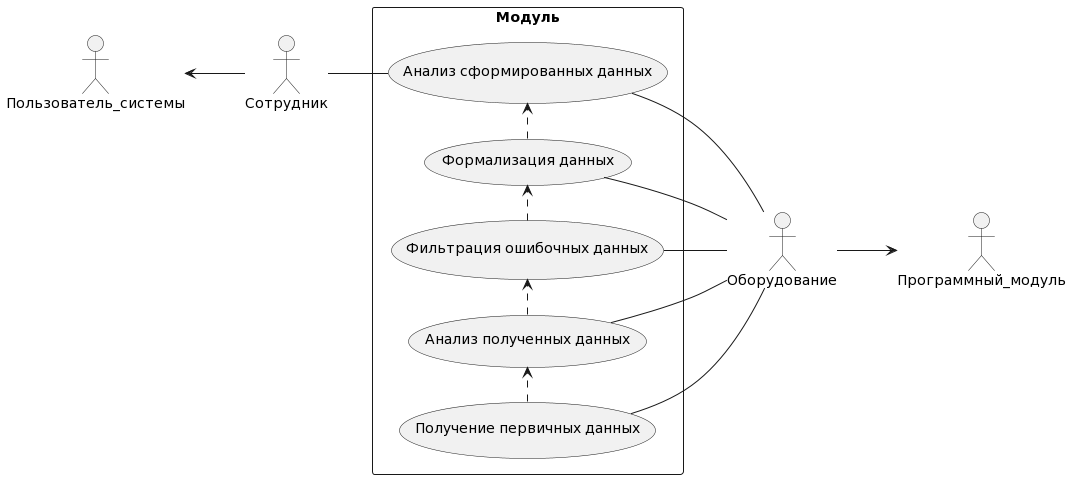 Модуль
Анализ сформированных данных
Пользователь_системы
Сотрудник
Формализация данных
Фильтрация ошибочных данных
Оборудование
Программный_модуль
Анализ полученных данных
Получение первичных данных